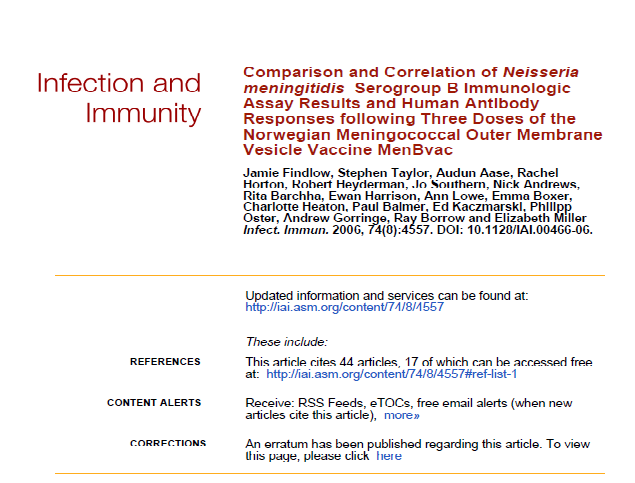 Infection and
Immunity
Comparison and Correlation of Neisseria
meningitidis Serogroup B Immunologic
Assay Results and Human Antibody
Responses following Three Doses of the
Norwegian Meningococcal Outer Membrane
Vesicle Vaccine MenBvac
Jamie Findlow, Stephen Taylor, Audun Aase, Rachel
Horton, Robert Heyderman, Jo Southern, Nick Andrews,
Rita Barchha, Ewan Harrison, Ann Lowe, Emma Boxer,
Charlotte Heaton, Paul Balmer, Ed Kaczmarski, Philipp
Oster, Andrew Gorringe, Ray Borrow and Elizabeth Miller
Infect. Immun. 2006, 74(8):4557. DOI: 10.1128/IAI.00466-06.
Updated information and services can be found at:
http://iai.asm.org/content/74/8/4557
These include:
REFERENCES
This article cites 44 articles, 17 of which can be accessed free
at: http://iai.asm.org/content/74/8/4557#ref-list-1
CONTENT ALERTS
Receive: RSS Feeds, eTOCs, free email alerts (when new
articles cite this article), more»
CORRECTIONS
An erratum has been published regarding this article. To view
this page, please click here